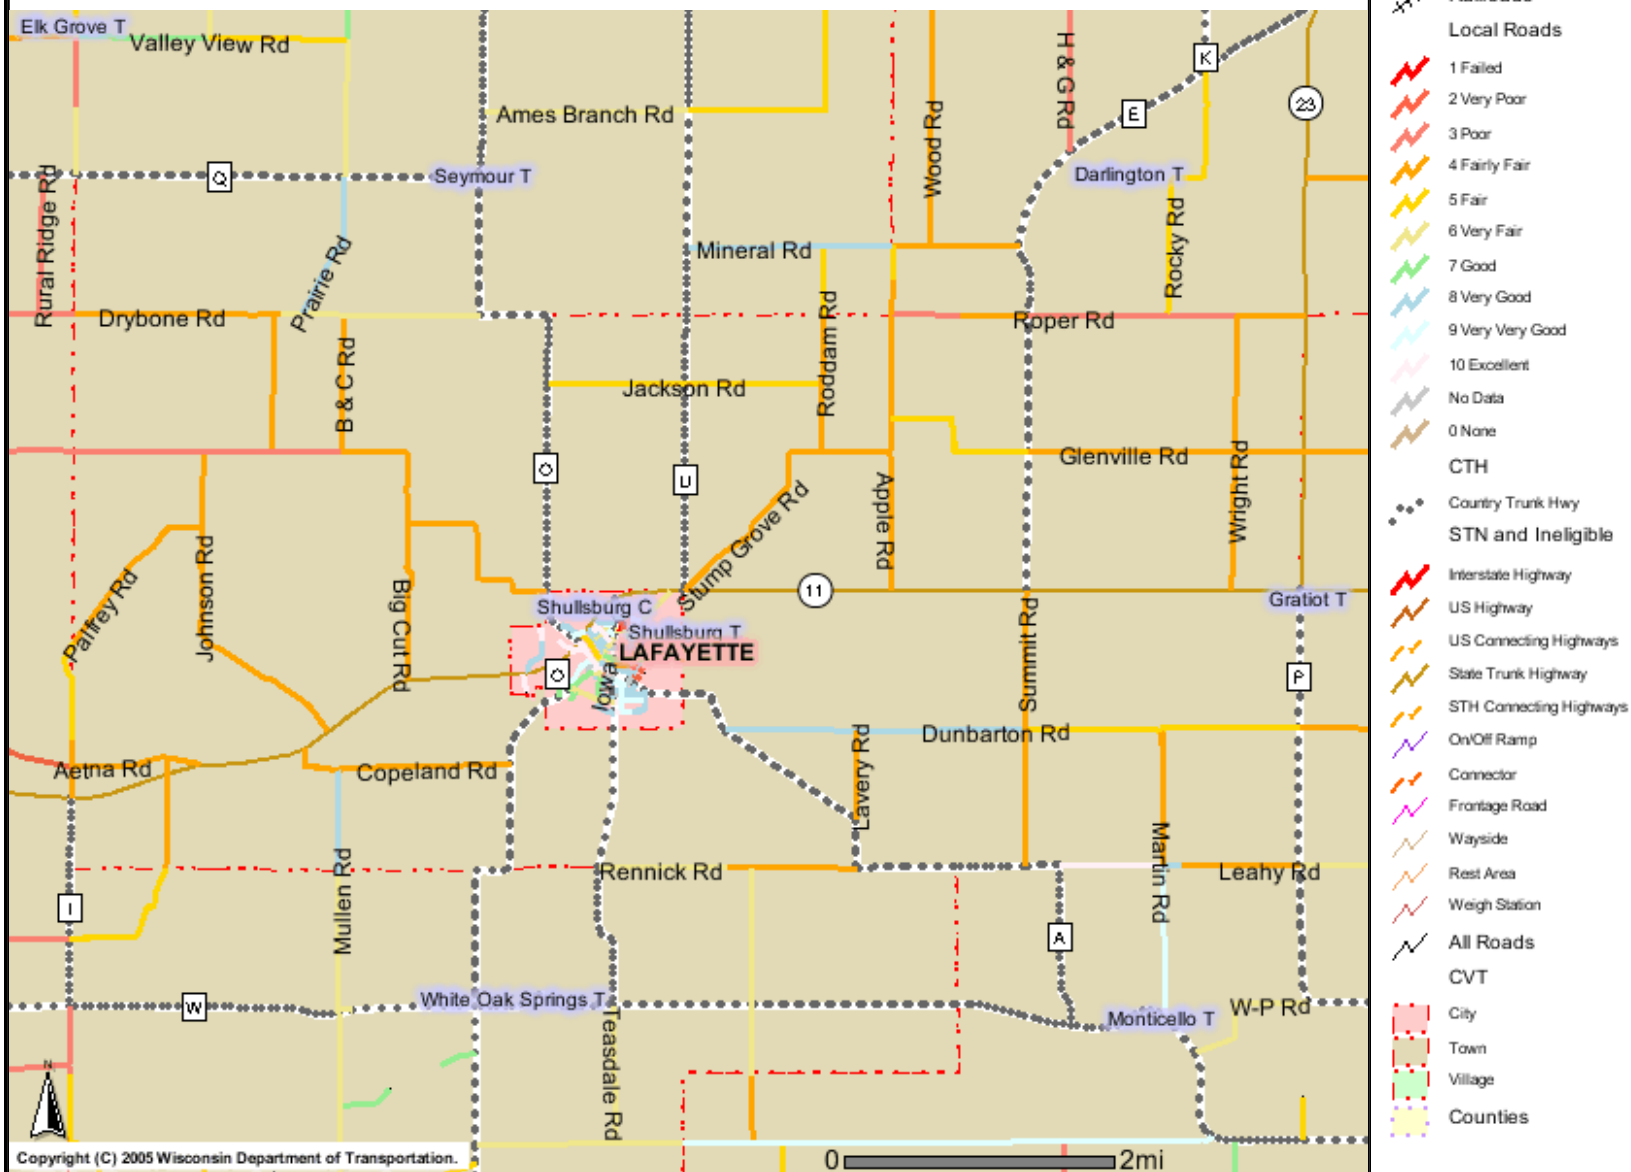 Elk Grove T
Valley View Rd
H & G Rd
K
E
23
Ames Branch Rd
Wood Rd
Q
Seymour T
Darlington T
Rural Ridge Rd
Prairie Rd
Mineral Rd
Rocky Rd
Drybone Rd
Roddam Rd
Roper Rd
B & C Rd
Jackson Rd
O
U
Glenville Rd
Wright Rd
Apple Rd
Stump Grove Rd
Palfrey Rd
Johnson Rd
Big Cut Rd
11
Gratiot T
Shullsburg C
Shullsburg T
LAFAYETTE
O
Iowa
Summit Rd
P
Dunbarton Rd
Lavery Rd
Aetna Rd
Copeland Rd
Martin Rd
Mullen Rd
Rennick Rd
Leahy Rd
I
A
W
White Oak Springs T
Monticello T
W-P Rd
Teasdale Rd
N
Copyright (C) 2005 Wisconsin Department of Transportation.
0 2mi
Railroads
Local Roads
1 Failed
2 Very Poor
3 Poor
4 Fairly Fair
5 Fair
6 Very Fair
7 Good
8 Very Good
9 Very Very Good
10 Excellent
No Data
0 None
CTH
Country Trunk Hwy
STN and Ineligible
Interstate Highway
US Highway
US Connecting Highways
State Trunk Highway
STH Connecting Highways
On/Off Ramp
Connector
Frontage Road
Wayside
Rest Area
Weigh Station
All Roads
CVT
City
Town
Village
Counties